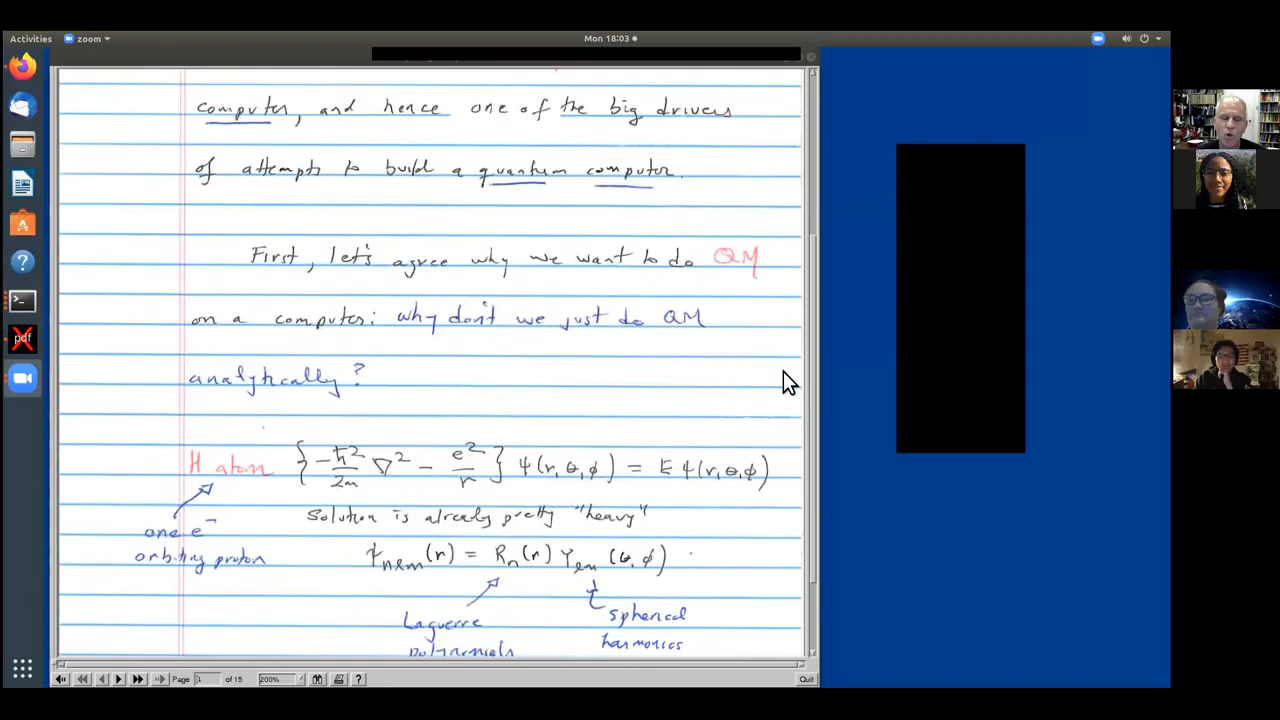 Activities zoom Mon 18:03
computer, and hence one of the big drivers
of attempts to build a quantum computer.
First, let's agree why we want to do QM
on a computer: why don't we just do QM
analytically?
H atom {-ħ²/2m ∇² - e²/r} ψ(r,θ,φ) = E ψ(r,θ,φ)
one e⁻
orbiting proton
Solution is already pretty "heavy"
ψnlm(r) = Rn(r) Ylm(θ,φ)
Laguerre
polinemials
spherical
harmonics
pdf
Page 1 of 15 200% ? Quit